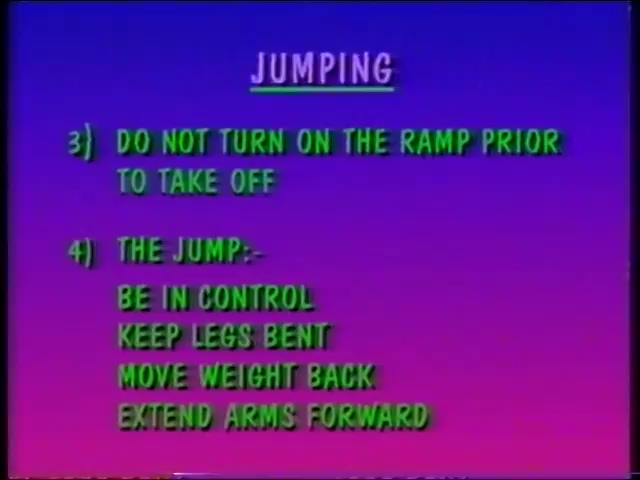 JUMPING
3) DO NOT TURN ON THE RAMP PRIOR
TO TAKE OFF
4) THE JUMP:-
BE IN CONTROL
KEEP LEGS BENT
MOVE WEIGHT BACK
EXTEND ARMS FORWARD